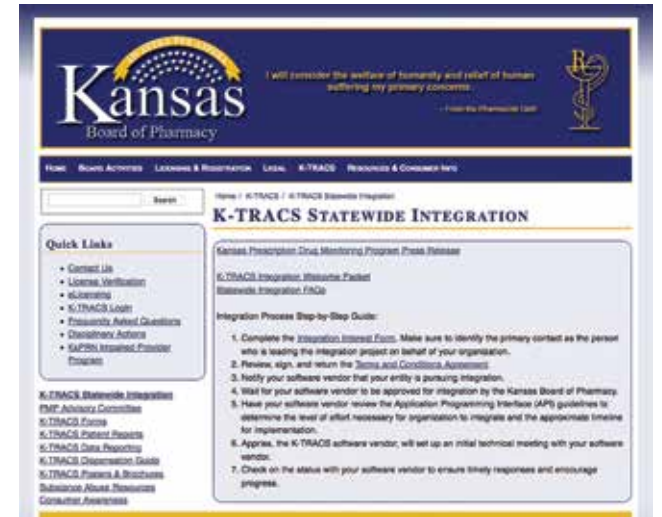 Kansas
Board of Pharmacy
I will consider the welfare of humanity and relief of human
suffering my primary concerns.
Home Board Activities Licensing & Registration Legal K-TRACS Resources & Consumer Info
Search
Home / K-TRACS / K-TRACS Statewide Integration
K-TRACS Statewide Integration
Quick Links
• Contact Us
• License Verification
• eLicensing
• K-TRACS Login
• Frequently Asked Questions
• Disciplinary Actions
• KsPRN Impaired Provider
Program
K-TRACS Statewide Integration
PMP Advisory Committee
K-TRACS Forms
K-TRACS Patient Reports
K-TRACS Data Reporting
K-TRACS Dispensation Guide
K-TRACS Posters & Brochures
Substance Abuse Resources
Consumer Awareness
Kansas Prescription Drug Monitoring Program Press Release
K-TRACS Integration Welcome Packet
Statewide Integration FAQs
Integration Process Step-by-Step Guide:
1. Complete the Integration Interest Form. Make sure to identify the primary contact as the person
who is leading the integration project on behalf of your organization.
2. Review, sign, and return the Terms and Conditions Agreement
3. Notify your software vendor that your entity is pursuing integration.
4. Wait for your software vendor to be approved for integration by the Kansas Board of Pharmacy.
5. Have your software vendor review the Application Programming Interface (API) guidelines to
determine the level of effort necessary for organization to integrate and the approximate timeline
for implementation.
6. Appriss, the K-TRACS software vendor, will set up an initial technical meeting with your software
vendor.
7. Check on the status with your software vendor to ensure timely responses and encourage
progress.